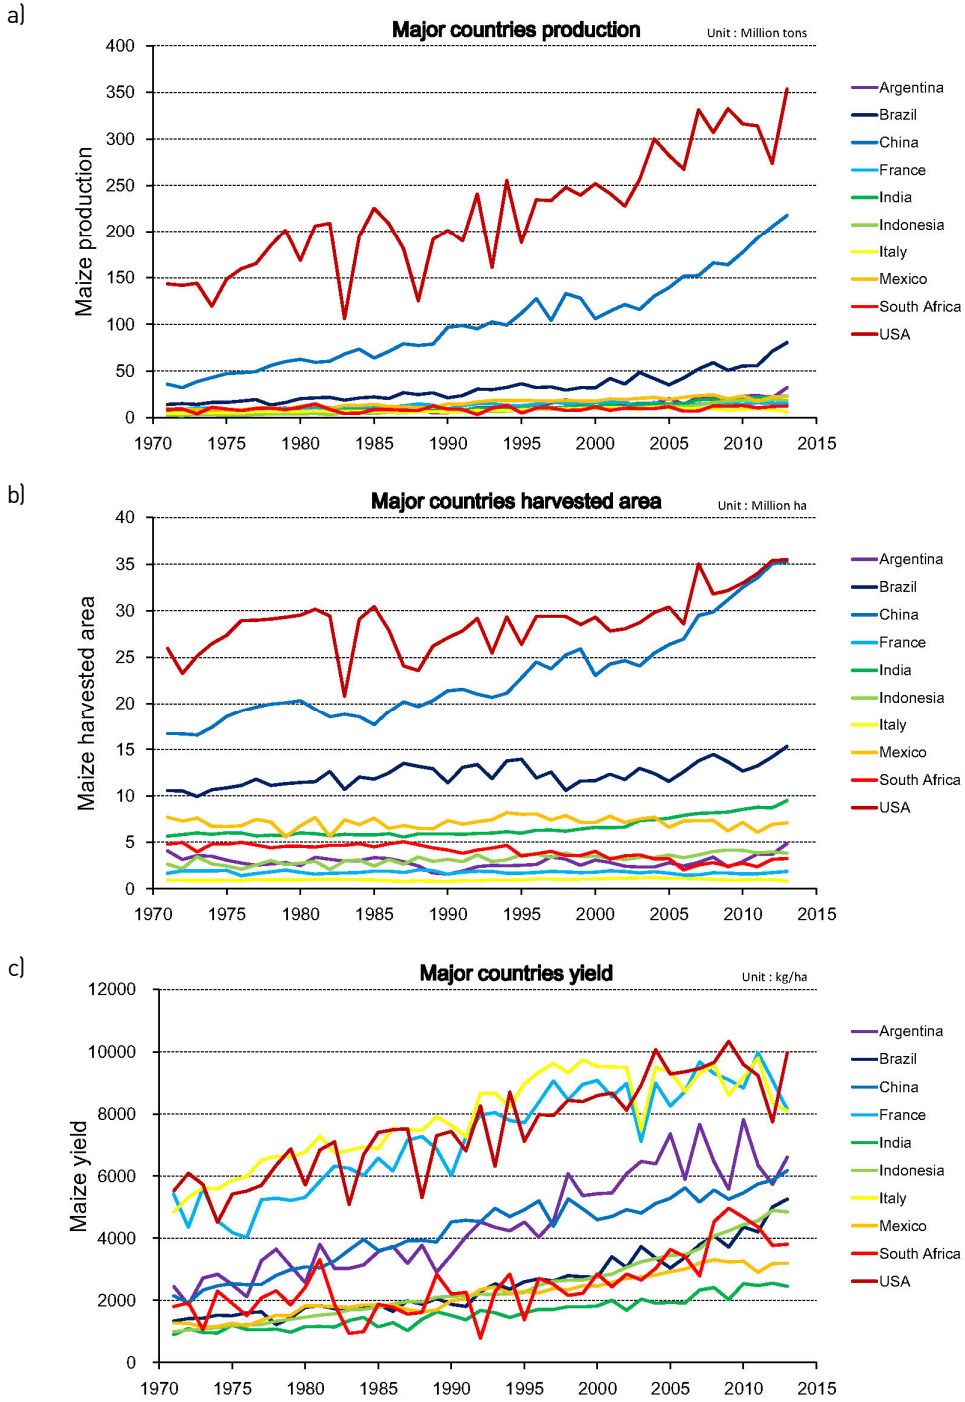 a)
Major countries production
Unit : Million tons
Maize production
400
350
300
250
200
150
100
50
0
1970 1975 1980 1985 1990 1995 2000 2005 2010 2015
Argentina
Brazil
China
France
India
Indonesia
Italy
Mexico
South Africa
USA
b)
Major countries harvested area
Unit : Million ha
Maize harvested area
40
35
30
25
20
15
10
5
0
1970 1975 1980 1985 1990 1995 2000 2005 2010 2015
Argentina
Brazil
China
France
India
Indonesia
Italy
Mexico
South Africa
USA
c)
Major countries yield
Unit : kg/ha
Maize yield
12000
10000
8000
6000
4000
2000
0
1970 1975 1980 1985 1990 1995 2000 2005 2010 2015
Argentina
Brazil
China
France
India
Indonesia
Italy
Mexico
South Africa
USA